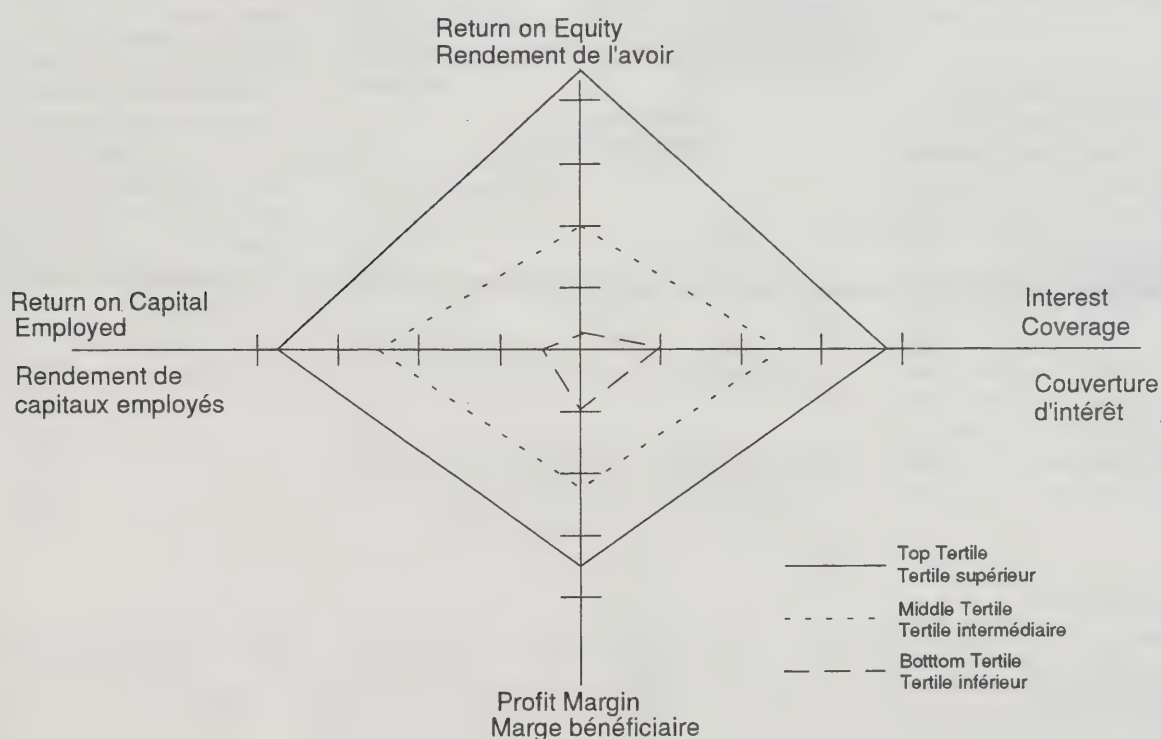 Return on Equity
Rendement de l'avoir
Return on Capital
Employed
Rendement de
capitaux employés
Interest
Coverage
Couverture
d'intérêt
Profit Margin
Marge bénéficiaire
Top Tertile
Tertile supérieur
Middle Tertile
Tertile intermédiaire
Botttom Tertile
Tertile inférieur